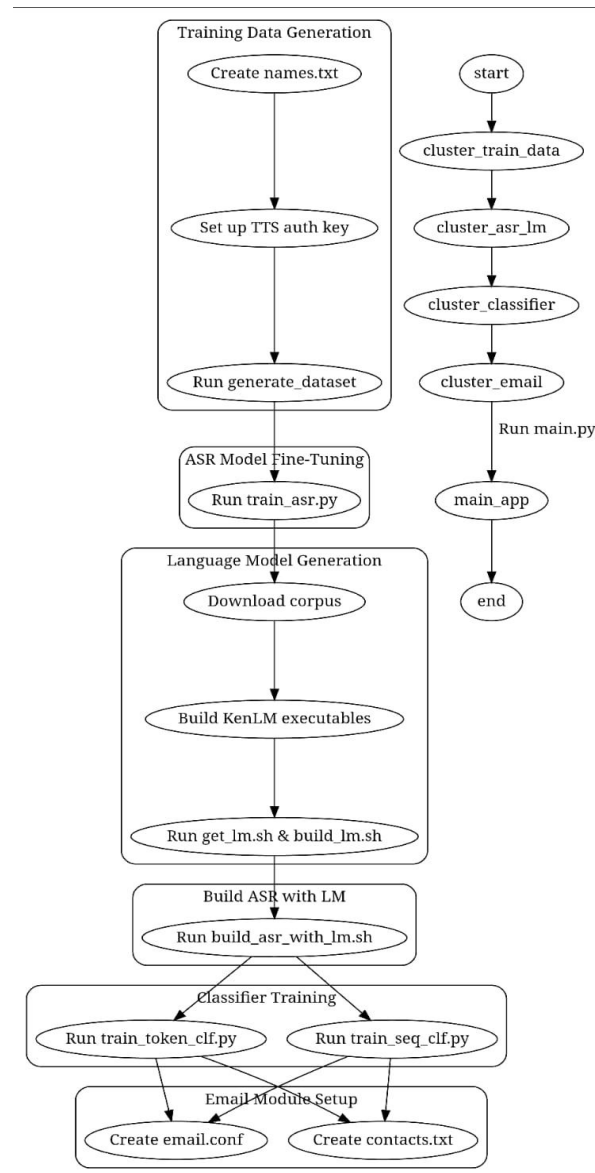 Training Data Generation
Create names.txt
Set up TTS auth key
Run generate_dataset
ASR Model Fine-Tuning
Run train_asr.py
Language Model Generation
Download corpus
Build KenLM executables
Run get_lm.sh & build_lm.sh
Build ASR with LM
Run build_asr_with_lm.sh
Classifier Training
Run train_token_clf.py
Run train_seq_clf.py
Email Module Setup
Create email.conf
Create contacts.txt
start
cluster_train_data
cluster_asr_lm
cluster_classifier
cluster_email
Run main.py
main_app
end